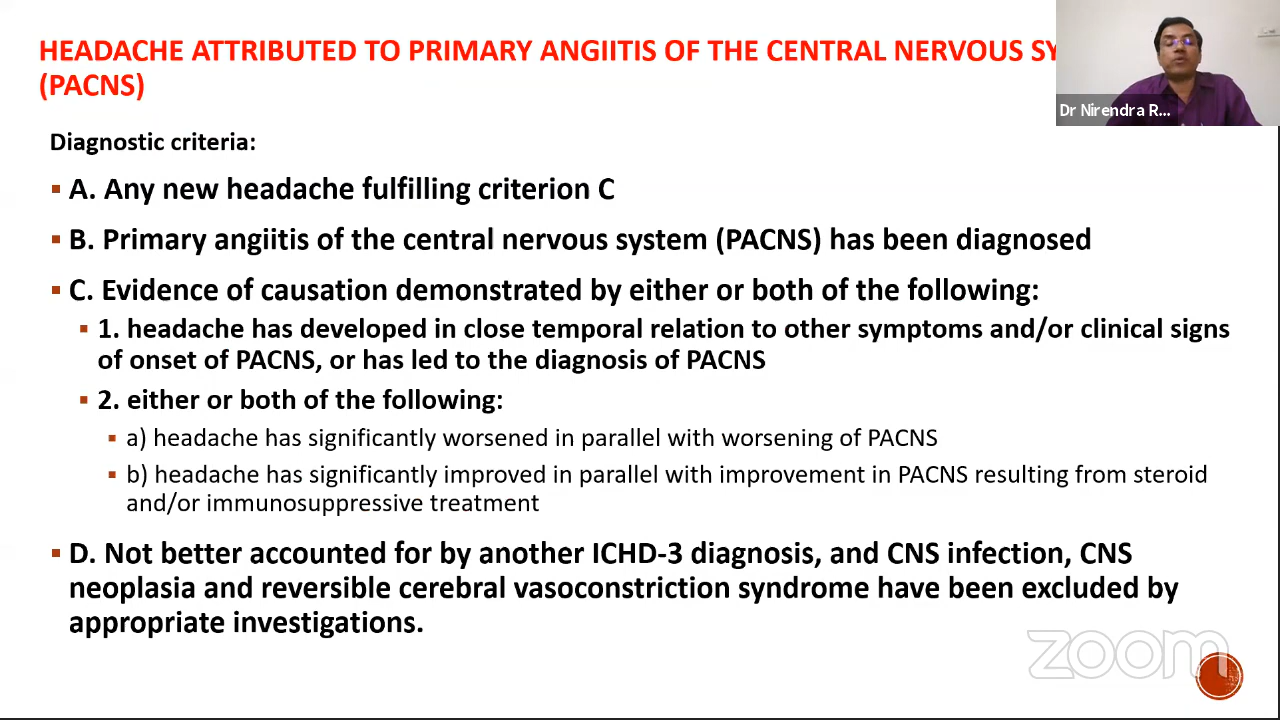 HEADACHE ATTRIBUTED TO PRIMARY ANGIITIS OF THE CENTRAL NERVOUS SY
(PACNS)
Dr Nirendra R...
Diagnostic criteria:
▪ A. Any new headache fulfilling criterion C
▪ B. Primary angiitis of the central nervous system (PACNS) has been diagnosed
▪ C. Evidence of causation demonstrated by either or both of the following:
▪ 1. headache has developed in close temporal relation to other symptoms and/or clinical signs
of onset of PACNS, or has led to the diagnosis of PACNS
▪ 2. either or both of the following:
▪ a) headache has significantly worsened in parallel with worsening of PACNS
▪ b) headache has significantly improved in parallel with improvement in PACNS resulting from steroid
and/or immunosuppressive treatment
▪ D. Not better accounted for by another ICHD-3 diagnosis, and CNS infection, CNS
neoplasia and reversible cerebral vasoconstriction syndrome have been excluded by
appropriate investigations.
zoom